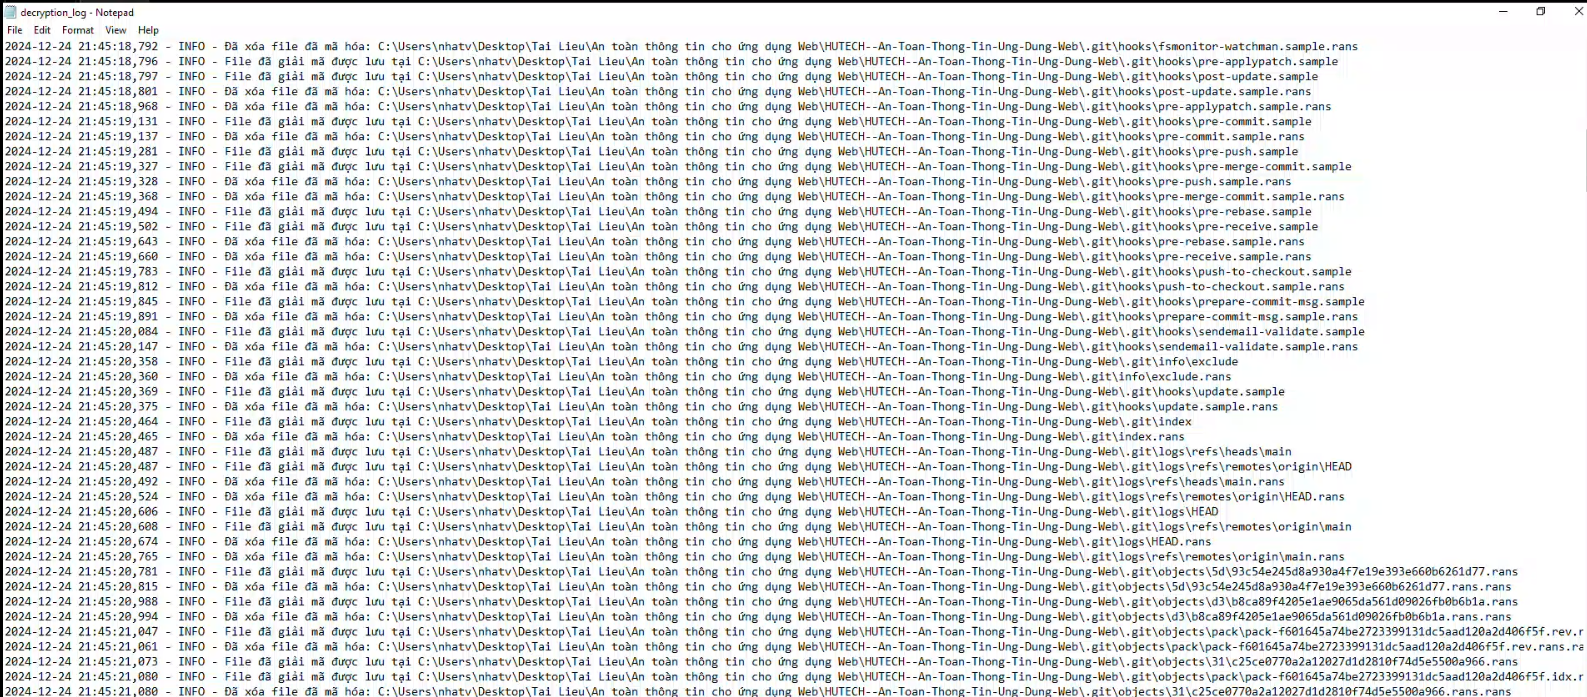 decryption_log - Notepad
File Edit Format View Help
2024-12-24 21:45:18,792 - INFO - Đã xóa file đã mã hóa: C:\Users\nhatv\Desktop\Tai Lieu\An toàn thông tin cho ứng dụng Web\HUTECH--An-Toan-Thong-Tin-Ung-Dung-Web\.git\hooks\fsmonitor-watchman.sample.rans
2024-12-24 21:45:18,796 - INFO - File đã giải mã được lưu tại C:\Users\nhatv\Desktop\Tai Lieu\An toàn thông tin cho ứng dụng Web\HUTECH--An-Toan-Thong-Tin-Ung-Dung-Web\.git\hooks\pre-applypatch.sample
2024-12-24 21:45:18,797 - INFO - File đã giải mã được lưu tại C:\Users\nhatv\Desktop\Tai Lieu\An toàn thông tin cho ứng dụng Web\HUTECH--An-Toan-Thong-Tin-Ung-Dung-Web\.git\hooks\post-update.sample
2024-12-24 21:45:18,801 - INFO - Đã xóa file đã mã hóa: C:\Users\nhatv\Desktop\Tai Lieu\An toàn thông tin cho ứng dụng Web\HUTECH--An-Toan-Thong-Tin-Ung-Dung-Web\.git\hooks\post-update.sample.rans
2024-12-24 21:45:18,968 - INFO - Đã xóa file đã mã hóa: C:\Users\nhatv\Desktop\Tai Lieu\An toàn thông tin cho ứng dụng Web\HUTECH--An-Toan-Thong-Tin-Ung-Dung-Web\.git\hooks\pre-applypatch.sample.rans
2024-12-24 21:45:19,131 - INFO - File đã giải mã được lưu tại C:\Users\nhatv\Desktop\Tai Lieu\An toàn thông tin cho ứng dụng Web\HUTECH--An-Toan-Thong-Tin-Ung-Dung-Web\.git\hooks\pre-commit.sample
2024-12-24 21:45:19,137 - INFO - Đã xóa file đã mã hóa: C:\Users\nhatv\Desktop\Tai Lieu\An toàn thông tin cho ứng dụng Web\HUTECH--An-Toan-Thong-Tin-Ung-Dung-Web\.git\hooks\pre-commit.sample.rans
2024-12-24 21:45:19,281 - INFO - File đã giải mã được lưu tại C:\Users\nhatv\Desktop\Tai Lieu\An toàn thông tin cho ứng dụng Web\HUTECH--An-Toan-Thong-Tin-Ung-Dung-Web\.git\hooks\pre-push.sample
2024-12-24 21:45:19,327 - INFO - File đã giải mã được lưu tại C:\Users\nhatv\Desktop\Tai Lieu\An toàn thông tin cho ứng dụng Web\HUTECH--An-Toan-Thong-Tin-Ung-Dung-Web\.git\hooks\pre-merge-commit.sample
2024-12-24 21:45:19,328 - INFO - Đã xóa file đã mã hóa: C:\Users\nhatv\Desktop\Tai Lieu\An toàn thông tin cho ứng dụng Web\HUTECH--An-Toan-Thong-Tin-Ung-Dung-Web\.git\hooks\pre-push.sample.rans
2024-12-24 21:45:19,368 - INFO - Đã xóa file đã mã hóa: C:\Users\nhatv\Desktop\Tai Lieu\An toàn thông tin cho ứng dụng Web\HUTECH--An-Toan-Thong-Tin-Ung-Dung-Web\.git\hooks\pre-merge-commit.sample.rans
2024-12-24 21:45:19,494 - INFO - File đã giải mã được lưu tại C:\Users\nhatv\Desktop\Tai Lieu\An toàn thông tin cho ứng dụng Web\HUTECH--An-Toan-Thong-Tin-Ung-Dung-Web\.git\hooks\pre-rebase.sample
2024-12-24 21:45:19,502 - INFO - File đã giải mã được lưu tại C:\Users\nhatv\Desktop\Tai Lieu\An toàn thông tin cho ứng dụng Web\HUTECH--An-Toan-Thong-Tin-Ung-Dung-Web\.git\hooks\pre-receive.sample
2024-12-24 21:45:19,643 - INFO - Đã xóa file đã mã hóa: C:\Users\nhatv\Desktop\Tai Lieu\An toàn thông tin cho ứng dụng Web\HUTECH--An-Toan-Thong-Tin-Ung-Dung-Web\.git\hooks\pre-rebase.sample.rans
2024-12-24 21:45:19,660 - INFO - Đã xóa file đã mã hóa: C:\Users\nhatv\Desktop\Tai Lieu\An toàn thông tin cho ứng dụng Web\HUTECH--An-Toan-Thong-Tin-Ung-Dung-Web\.git\hooks\pre-receive.sample.rans
2024-12-24 21:45:19,783 - INFO - File đã giải mã được lưu tại C:\Users\nhatv\Desktop\Tai Lieu\An toàn thông tin cho ứng dụng Web\HUTECH--An-Toan-Thong-Tin-Ung-Dung-Web\.git\hooks\push-to-checkout.sample
2024-12-24 21:45:19,812 - INFO - Đã xóa file đã mã hóa: C:\Users\nhatv\Desktop\Tai Lieu\An toàn thông tin cho ứng dụng Web\HUTECH--An-Toan-Thong-Tin-Ung-Dung-Web\.git\hooks\push-to-checkout.sample.rans
2024-12-24 21:45:19,845 - INFO - File đã giải mã được lưu tại C:\Users\nhatv\Desktop\Tai Lieu\An toàn thông tin cho ứng dụng Web\HUTECH--An-Toan-Thong-Tin-Ung-Dung-Web\.git\hooks\prepare-commit-msg.sample
2024-12-24 21:45:19,891 - INFO - Đã xóa file đã mã hóa: C:\Users\nhatv\Desktop\Tai Lieu\An toàn thông tin cho ứng dụng Web\HUTECH--An-Toan-Thong-Tin-Ung-Dung-Web\.git\hooks\prepare-commit-msg.sample.rans
2024-12-24 21:45:20,084 - INFO - File đã giải mã được lưu tại C:\Users\nhatv\Desktop\Tai Lieu\An toàn thông tin cho ứng dụng Web\HUTECH--An-Toan-Thong-Tin-Ung-Dung-Web\.git\hooks\sendemail-validate.sample
2024-12-24 21:45:20,147 - INFO - Đã xóa file đã mã hóa: C:\Users\nhatv\Desktop\Tai Lieu\An toàn thông tin cho ứng dụng Web\HUTECH--An-Toan-Thong-Tin-Ung-Dung-Web\.git\hooks\sendemail-validate.sample.rans
2024-12-24 21:45:20,358 - INFO - File đã giải mã được lưu tại C:\Users\nhatv\Desktop\Tai Lieu\An toàn thông tin cho ứng dụng Web\HUTECH--An-Toan-Thong-Tin-Ung-Dung-Web\.git\info\exclude
2024-12-24 21:45:20,360 - INFO - Đã xóa file đã mã hóa: C:\Users\nhatv\Desktop\Tai Lieu\An toàn thông tin cho ứng dụng Web\HUTECH--An-Toan-Thong-Tin-Ung-Dung-Web\.git\info\exclude.rans
2024-12-24 21:45:20,369 - INFO - File đã giải mã được lưu tại C:\Users\nhatv\Desktop\Tai Lieu\An toàn thông tin cho ứng dụng Web\HUTECH--An-Toan-Thong-Tin-Ung-Dung-Web\.git\hooks\update.sample
2024-12-24 21:45:20,375 - INFO - Đã xóa file đã mã hóa: C:\Users\nhatv\Desktop\Tai Lieu\An toàn thông tin cho ứng dụng Web\HUTECH--An-Toan-Thong-Tin-Ung-Dung-Web\.git\hooks\update.sample.rans
2024-12-24 21:45:20,464 - INFO - File đã giải mã được lưu tại C:\Users\nhatv\Desktop\Tai Lieu\An toàn thông tin cho ứng dụng Web\HUTECH--An-Toan-Thong-Tin-Ung-Dung-Web\.git\index
2024-12-24 21:45:20,465 - INFO - Đã xóa file đã mã hóa: C:\Users\nhatv\Desktop\Tai Lieu\An toàn thông tin cho ứng dụng Web\HUTECH--An-Toan-Thong-Tin-Ung-Dung-Web\.git\index.rans
2024-12-24 21:45:20,487 - INFO - File đã giải mã được lưu tại C:\Users\nhatv\Desktop\Tai Lieu\An toàn thông tin cho ứng dụng Web\HUTECH--An-Toan-Thong-Tin-Ung-Dung-Web\.git\logs\refs\heads\main
2024-12-24 21:45:20,487 - INFO - File đã giải mã được lưu tại C:\Users\nhatv\Desktop\Tai Lieu\An toàn thông tin cho ứng dụng Web\HUTECH--An-Toan-Thong-Tin-Ung-Dung-Web\.git\logs\refs\remotes\origin\HEAD
2024-12-24 21:45:20,492 - INFO - Đã xóa file đã mã hóa: C:\Users\nhatv\Desktop\Tai Lieu\An toàn thông tin cho ứng dụng Web\HUTECH--An-Toan-Thong-Tin-Ung-Dung-Web\.git\logs\refs\heads\main.rans
2024-12-24 21:45:20,524 - INFO - Đã xóa file đã mã hóa: C:\Users\nhatv\Desktop\Tai Lieu\An toàn thông tin cho ứng dụng Web\HUTECH--An-Toan-Thong-Tin-Ung-Dung-Web\.git\logs\refs\remotes\origin\HEAD.rans
2024-12-24 21:45:20,606 - INFO - File đã giải mã được lưu tại C:\Users\nhatv\Desktop\Tai Lieu\An toàn thông tin cho ứng dụng Web\HUTECH--An-Toan-Thong-Tin-Ung-Dung-Web\.git\logs\HEAD
2024-12-24 21:45:20,608 - INFO - File đã giải mã được lưu tại C:\Users\nhatv\Desktop\Tai Lieu\An toàn thông tin cho ứng dụng Web\HUTECH--An-Toan-Thong-Tin-Ung-Dung-Web\.git\logs\refs\remotes\origin\main
2024-12-24 21:45:20,674 - INFO - Đã xóa file đã mã hóa: C:\Users\nhatv\Desktop\Tai Lieu\An toàn thông tin cho ứng dụng Web\HUTECH--An-Toan-Thong-Tin-Ung-Dung-Web\.git\logs\HEAD.rans
2024-12-24 21:45:20,765 - INFO - Đã xóa file đã mã hóa: C:\Users\nhatv\Desktop\Tai Lieu\An toàn thông tin cho ứng dụng Web\HUTECH--An-Toan-Thong-Tin-Ung-Dung-Web\.git\logs\refs\remotes\origin\main.rans
2024-12-24 21:45:20,781 - INFO - File đã giải mã được lưu tại C:\Users\nhatv\Desktop\Tai Lieu\An toàn thông tin cho ứng dụng Web\HUTECH--An-Toan-Thong-Tin-Ung-Dung-Web\.git\objects\5d\93c54e245d8a930a4f7e19e393e660b6261d77.rans
2024-12-24 21:45:20,815 - INFO - Đã xóa file đã mã hóa: C:\Users\nhatv\Desktop\Tai Lieu\An toàn thông tin cho ứng dụng Web\HUTECH--An-Toan-Thong-Tin-Ung-Dung-Web\.git\objects\5d\93c54e245d8a930a4f7e19e393e660b6261d77.rans.rans
2024-12-24 21:45:20,988 - INFO - File đã giải mã được lưu tại C:\Users\nhatv\Desktop\Tai Lieu\An toàn thông tin cho ứng dụng Web\HUTECH--An-Toan-Thong-Tin-Ung-Dung-Web\.git\objects\d3\b8ca89f4205e1ae9065da561d09026fb0b6b1a.rans
2024-12-24 21:45:20,994 - INFO - Đã xóa file đã mã hóa: C:\Users\nhatv\Desktop\Tai Lieu\An toàn thông tin cho ứng dụng Web\HUTECH--An-Toan-Thong-Tin-Ung-Dung-Web\.git\objects\d3\b8ca89f4205e1ae9065da561d09026fb0b6b1a.rans.rans
2024-12-24 21:45:21,047 - INFO - File đã giải mã được lưu tại C:\Users\nhatv\Desktop\Tai Lieu\An toàn thông tin cho ứng dụng Web\HUTECH--An-Toan-Thong-Tin-Ung-Dung-Web\.git\objects\pack\pack-f601645a74be2723399131dc5aad120a2d406f5f.rev.r
2024-12-24 21:45:21,061 - INFO - Đã xóa file đã mã hóa: C:\Users\nhatv\Desktop\Tai Lieu\An toàn thông tin cho ứng dụng Web\HUTECH--An-Toan-Thong-Tin-Ung-Dung-Web\.git\objects\pack\pack-f601645a74be2723399131dc5aad120a2d406f5f.rev.rans.ra
2024-12-24 21:45:21,073 - INFO - File đã giải mã được lưu tại C:\Users\nhatv\Desktop\Tai Lieu\An toàn thông tin cho ứng dụng Web\HUTECH--An-Toan-Thong-Tin-Ung-Dung-Web\.git\objects\31\c25ce0770a2a12027d1d2810f74d5e5500a966.rans
2024-12-24 21:45:21,080 - INFO - File đã giải mã được lưu tại C:\Users\nhatv\Desktop\Tai Lieu\An toàn thông tin cho ứng dụng Web\HUTECH--An-Toan-Thong-Tin-Ung-Dung-Web\.git\objects\pack\pack-f601645a74be2723399131dc5aad120a2d406f5f.idx.r
2024-12-24 21:45:21,080 - INFO - Đã xóa file đã mã hóa: C:\Users\nhatv\Desktop\Tai Lieu\An toàn thông tin cho ứng dụng Web\HUTECH--An-Toan-Thong-Tin-Ung-Dung-Web\.git\objects\31\c25ce0770a2a12027d1d2810f74d5e5500a966.rans.rans